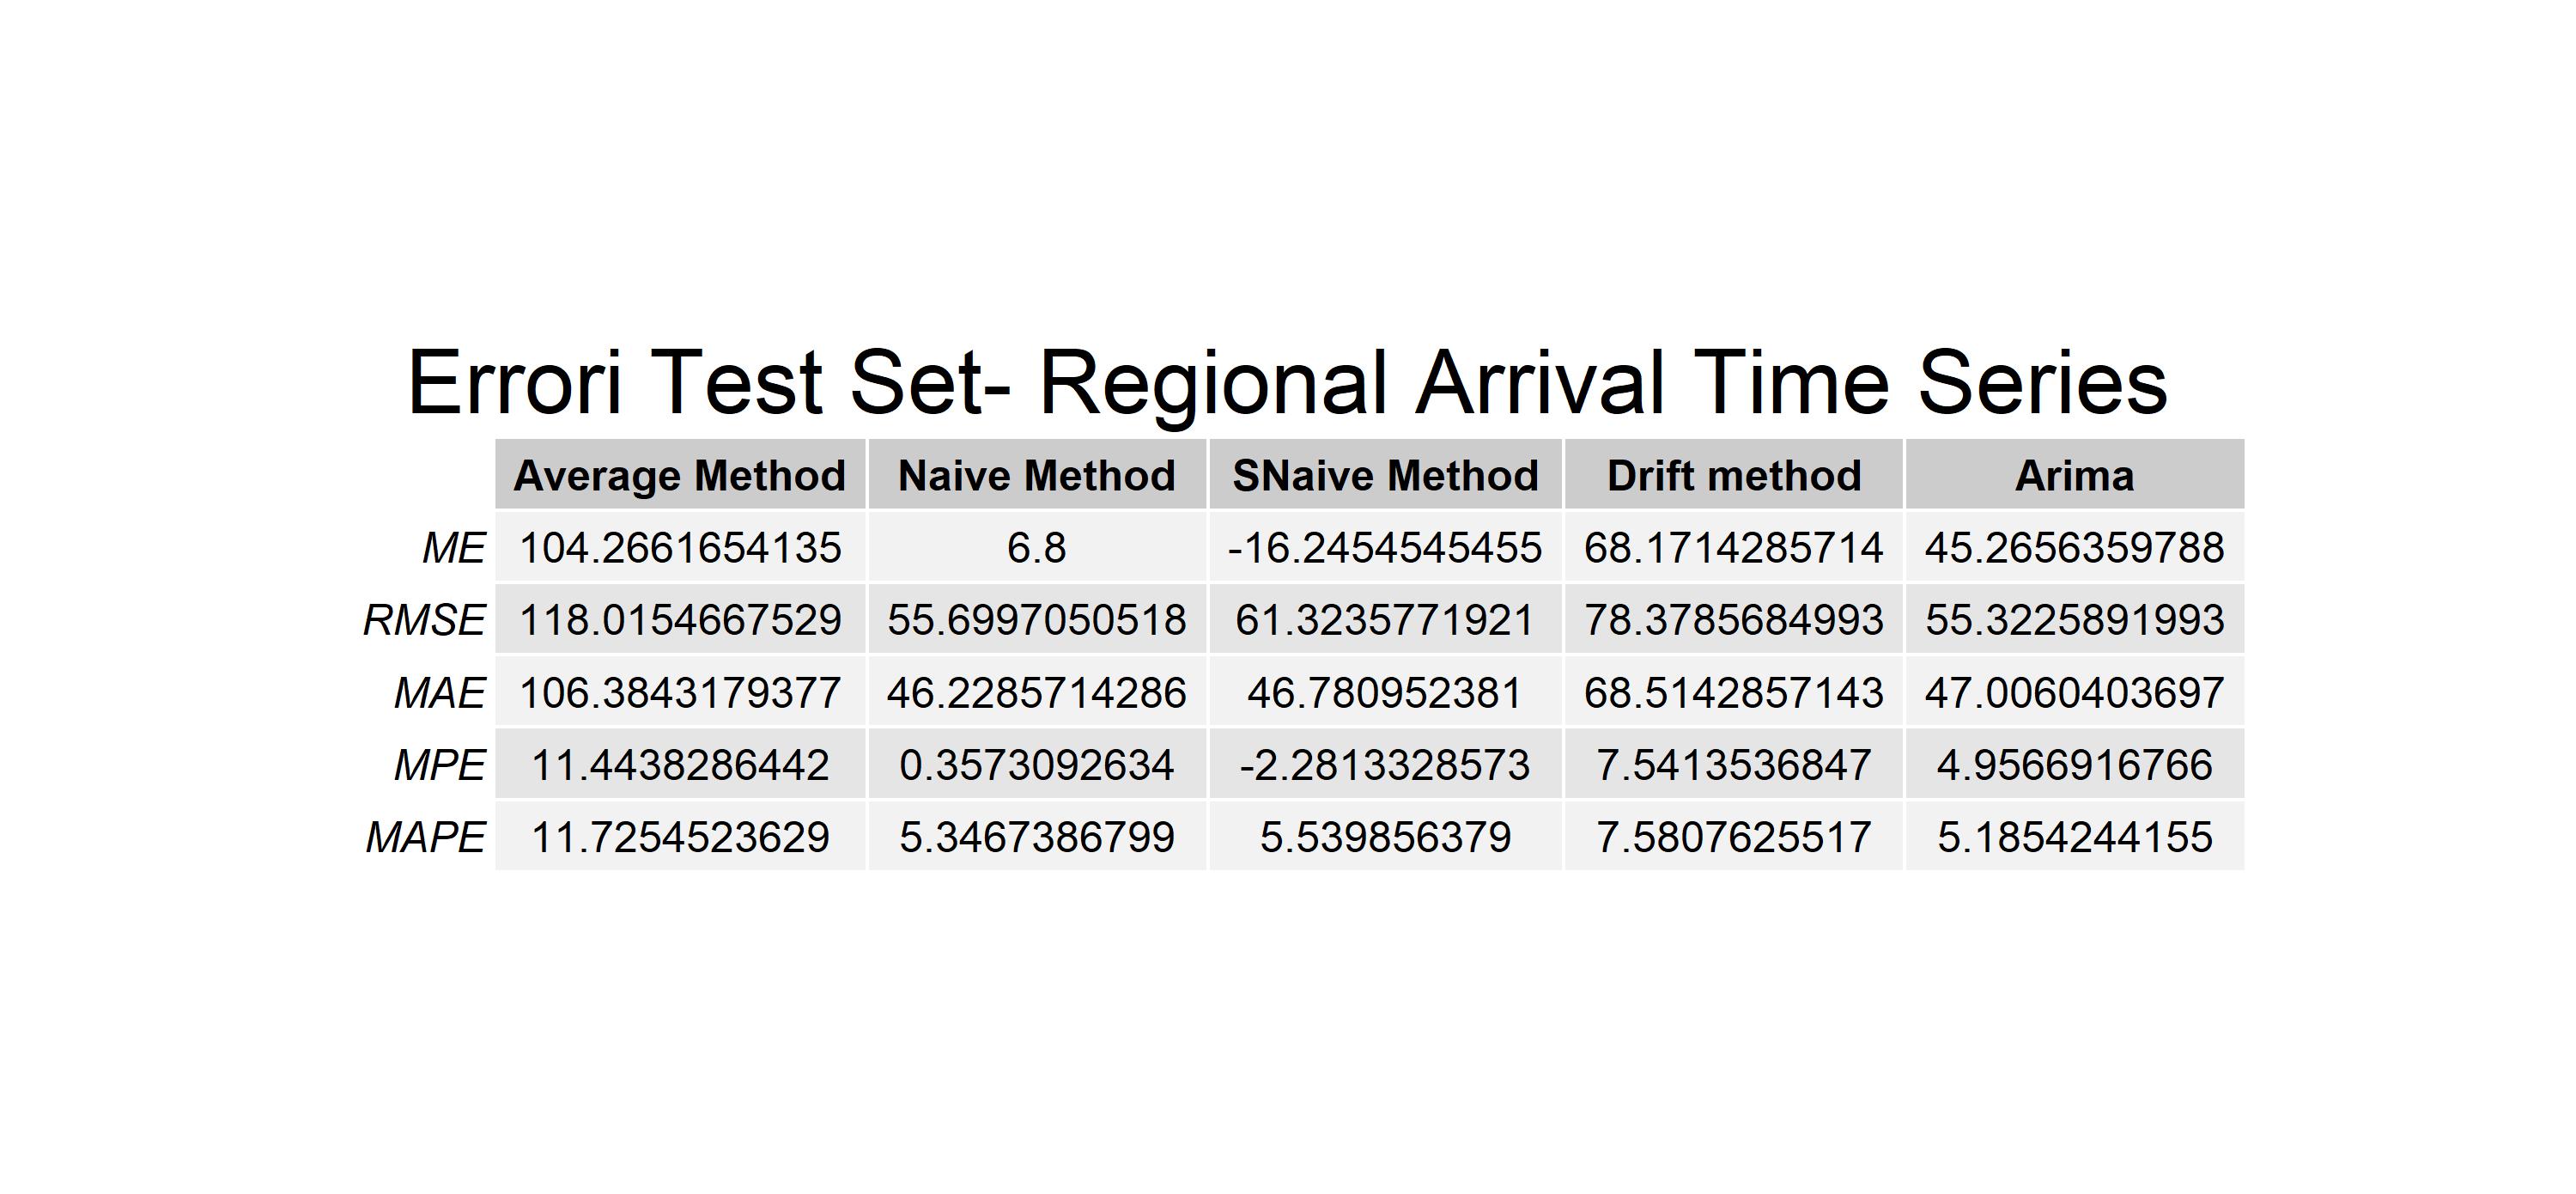 Errori Test Set- Regional Arrival Time Series
Average Method Naive Method SNaive Method Drift method Arima
ME 104.2661654135 6.8 -16.2454545455 68.1714285714 45.2656359788
RMSE 118.0154667529 55.6997050518 61.3235771921 78.3785684993 55.3225891993
MAE 106.3843179377 46.2285714286 46.780952381 68.5142857143 47.0060403697
MPE 11.4438286442 0.3573092634 -2.2813328573 7.5413536847 4.9566916766
MAPE 11.7254523629 5.3467386799 5.539856379 7.5807625517 5.1854244155